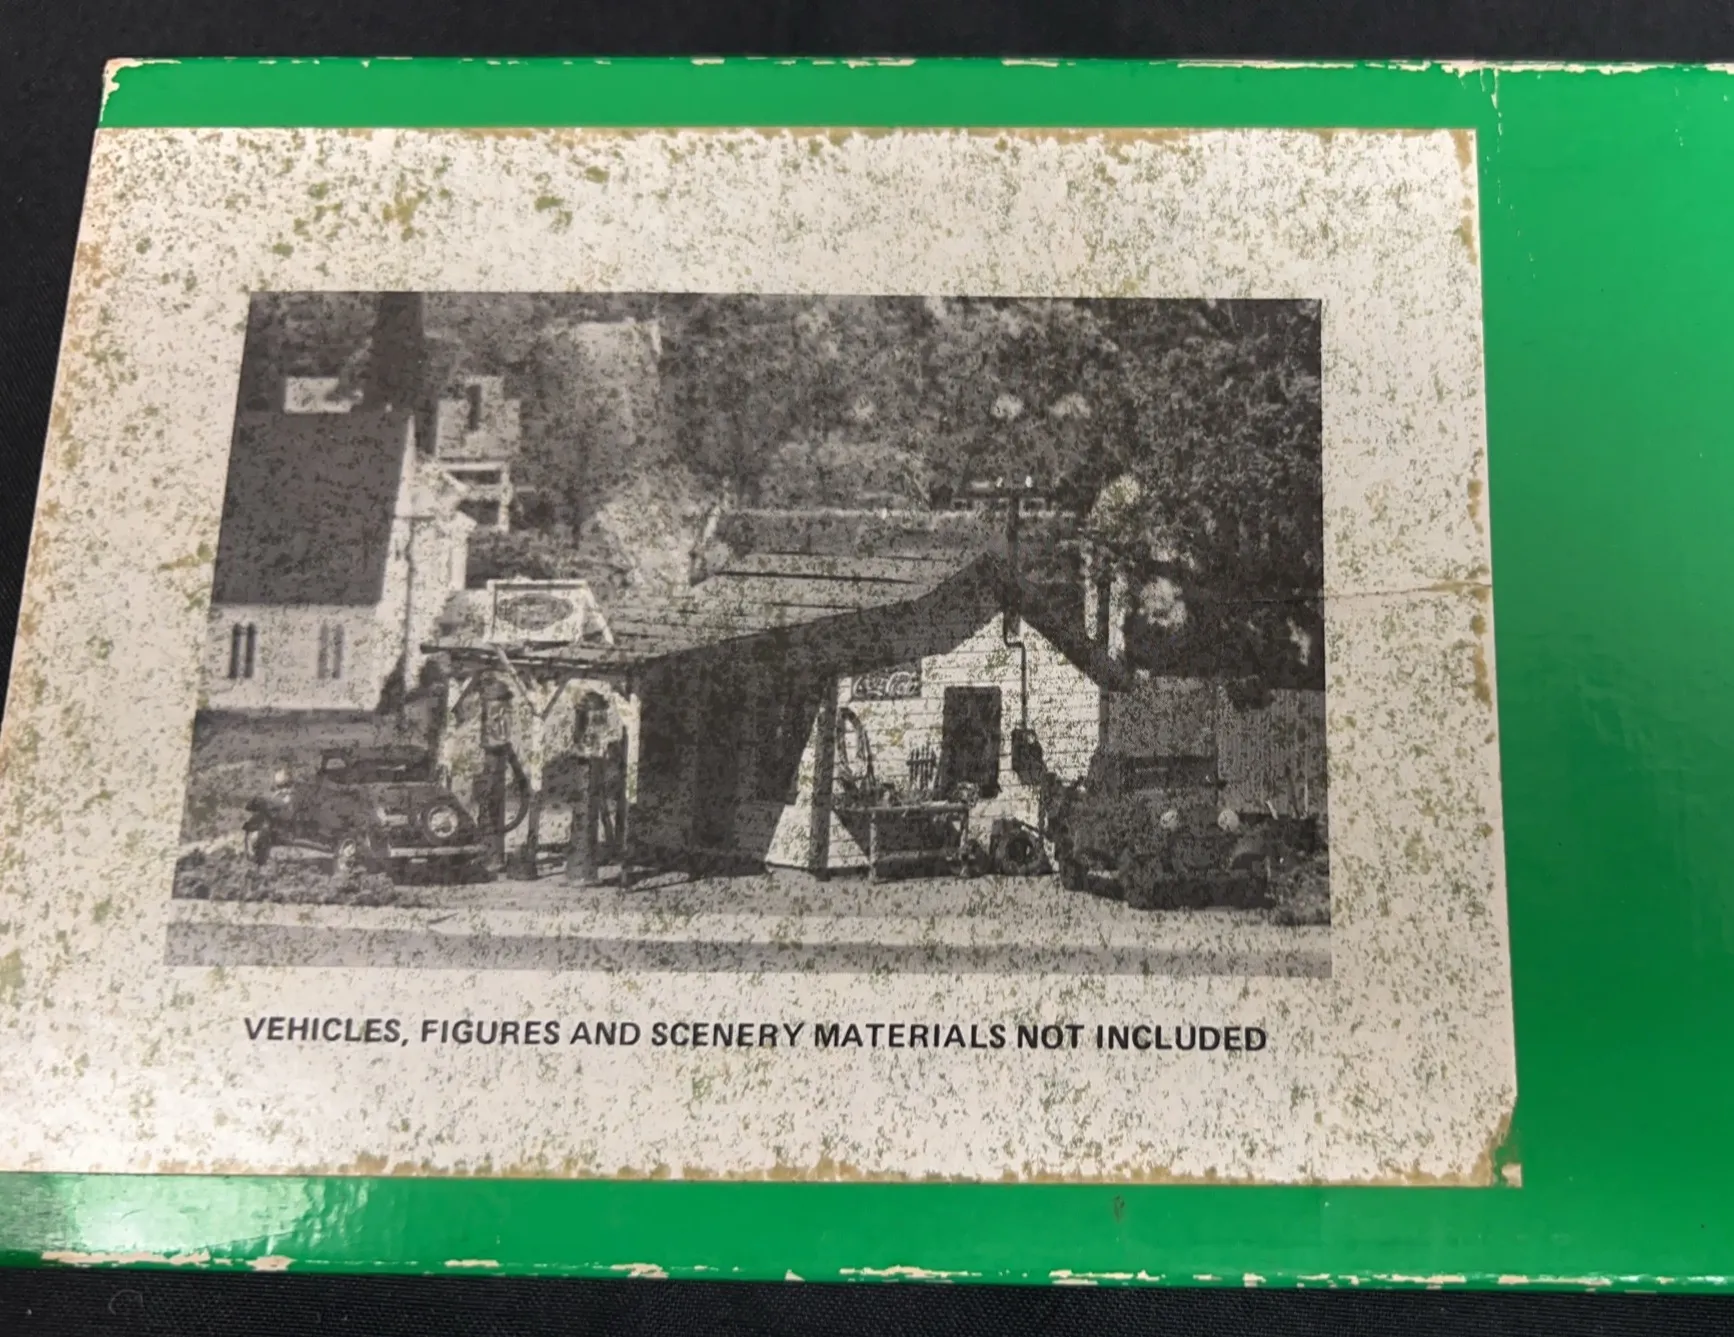 VEHICLES, FIGURES AND SCENERY MATERIALS NOT INCLUDED